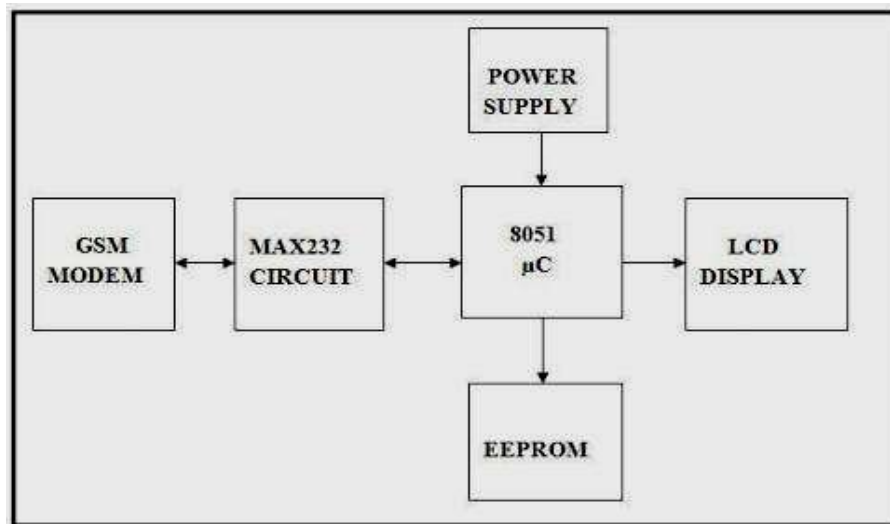 POWER
SUPPLY
GSM
MODEM
MAX232
CIRCUIT
8051
µC
LCD
DISPLAY
EEPROM